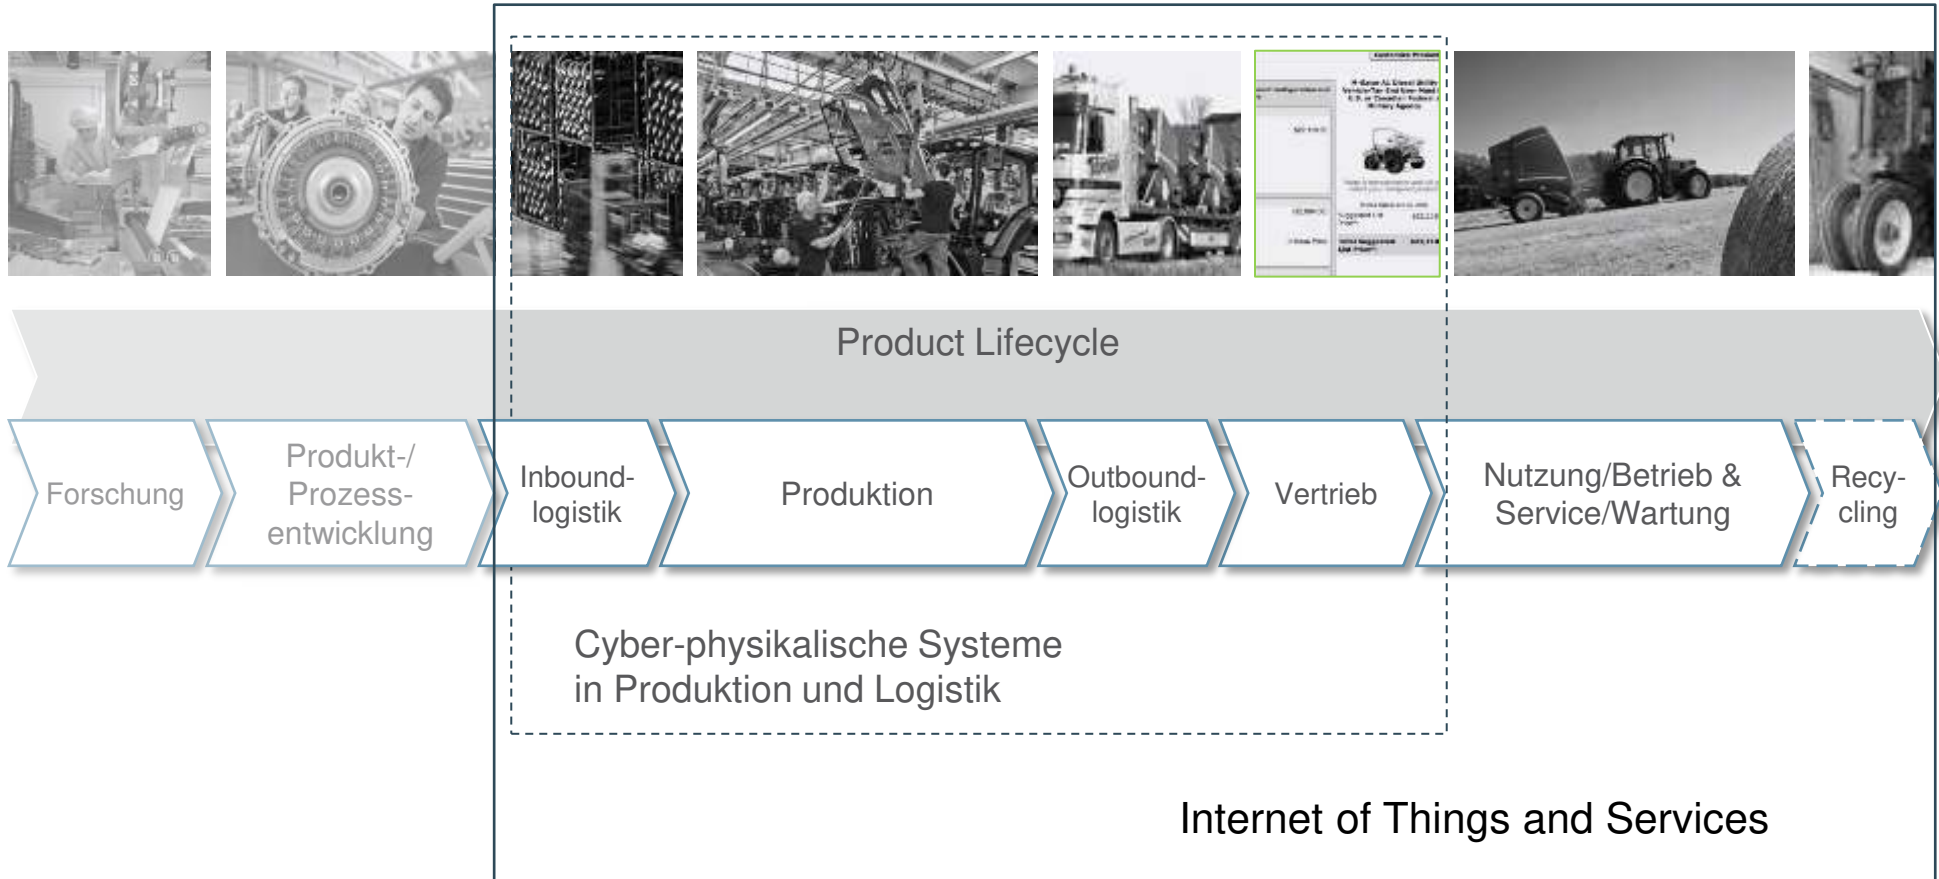 Product Lifecycle
Forschung
Produkt-/
Prozess-
entwicklung
Inbound-
logistik
Produktion
Outbound-
logistik
Vertrieb
Nutzung/Betrieb &
Service/Wartung
Recy-
cling
Cyber-physikalische Systeme
in Produktion und Logistik
Internet of Things and Services